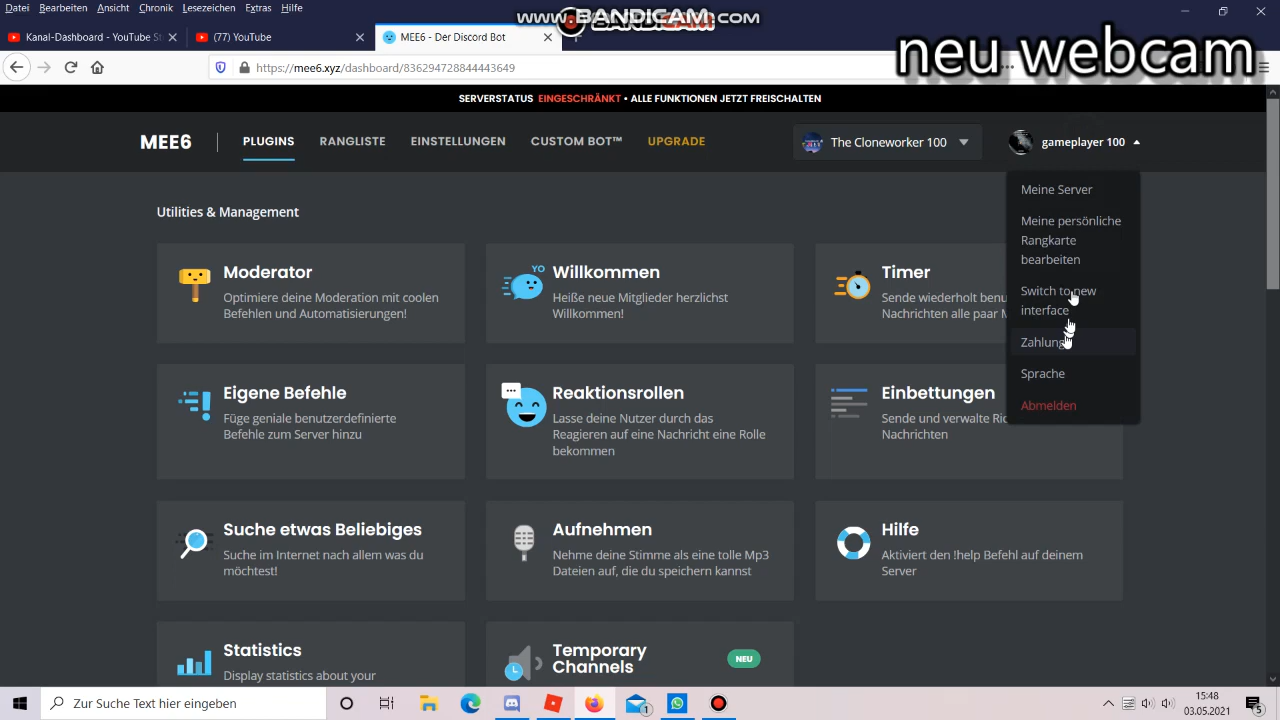 Datei Bearbeiten Ansicht Chronik Lesezeichen Extras Hilfe
www.BANDICAM.com
Kanal-Dashboard - YouTube St
(77) YouTube
MEE6 - Der Discord Bot
neu webcam
https://mee6.xyz/dashboard/836294728844443649
SERVERSTATUS EINGESCHRÄNKT • ALLE FUNKTIONEN JETZT FREISCHALTEN
MEE6
PLUGINS
RANGLISTE
EINSTELLUNGEN
CUSTOM BOT™
UPGRADE
The Cloneworker 100
gameplayer 100
Meine Server
Meine persönliche
Rangkarte
bearbeiten
Switch to new
interface
Zahlung
Sprache
Abmelden
Utilities & Management
Moderator
Optimiere deine Moderation mit coolen
Befehlen und Automatisierungen!
YO
Willkommen
Heiße neue Mitglieder herzlichst
Willkommen!
Timer
Sende wiederholt benu
Nachrichten alle paar M
Eigene Befehle
Füge geniale benutzerdefinierte
Befehle zum Server hinzu
Reaktionsrollen
Lasse deine Nutzer durch das
Reagieren auf eine Nachricht eine Rolle
bekommen
Einbettungen
Sende und verwalte Ric
Nachrichten
Suche etwas Beliebiges
Suche im Internet nach allem was du
möchtest!
Aufnehmen
Nehme deine Stimme als eine tolle Mp3
Dateien auf, die du speichern kannst
Hilfe
Aktiviert den !help Befehl auf deinem
Server
Statistics
Display statistics about your
Temporary
Channels
NEU
Zur Suche Text hier eingeben
1
15:48
03.05.2021
5